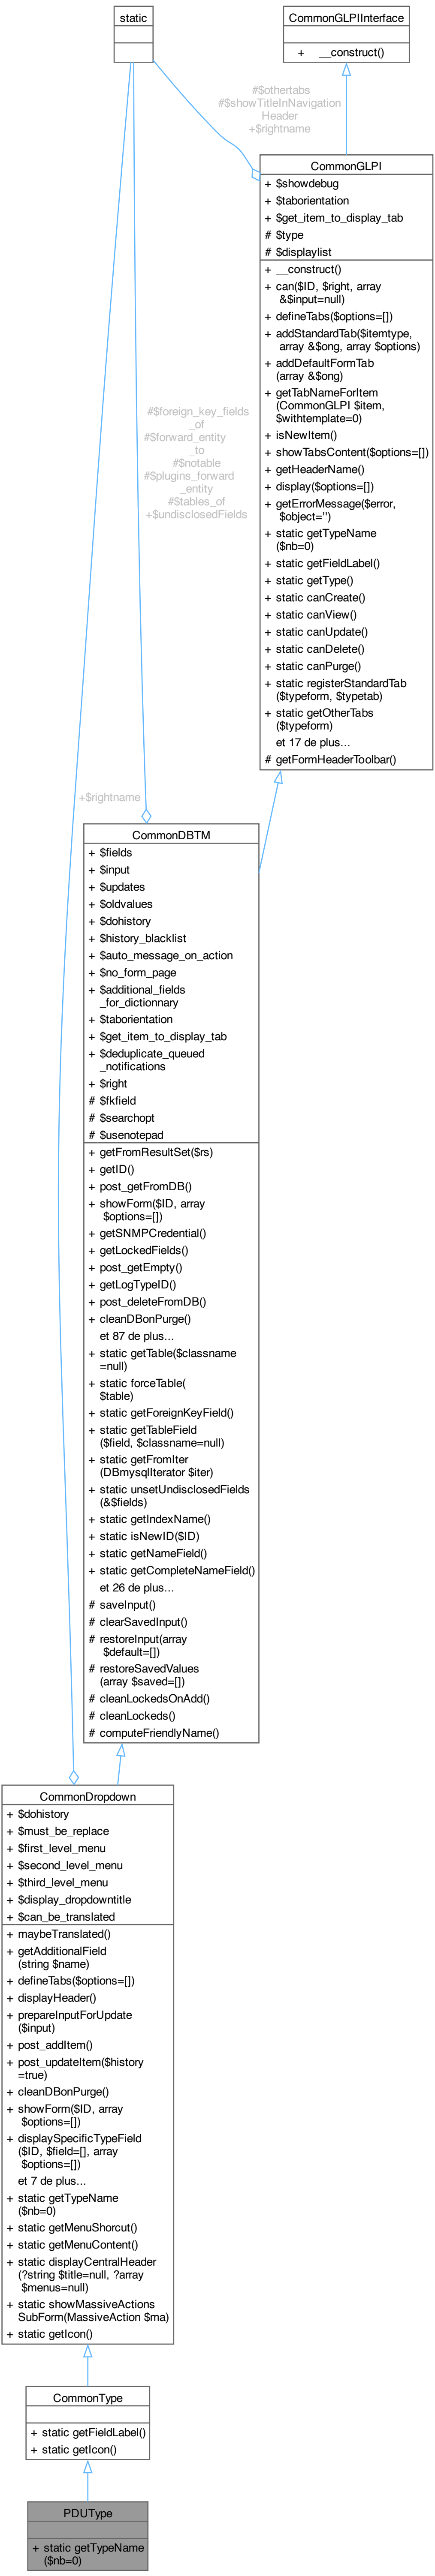 static
CommonGLPIInterface
+ __construct()
#$othertabs
#$showTitleInNavigation
Header
+$rightname
CommonGLPI
+ $showdebug
+ $taborientation
+ $get_item_to_display_tab
# $type
# $displaylist
+ __construct()
+ can($ID, $right, array
&$input=null)
+ defineTabs($options=[])
+ addStandardTab($itemtype,
array &$ong, array $options)
+ addDefaultFormTab
(array &$ong)
+ getTabNameForItem
(CommonGLPI $item,
$withtemplate=0)
+ isNewItem()
+ showTabsContent($options=[])
+ getHeaderName()
+ display($options=[])
+ getErrorMessage($error,
$object='')
+ static getTypeName
($nb=0)
+ static getFieldLabel()
+ static getType()
+ static canCreate()
+ static canView()
+ static canUpdate()
+ static canDelete()
+ static canPurge()
+ static registerStandardTab
($typeform, $typetab)
+ static getOtherTabs
($typeform)
et 17 de plus...
# getFormHeaderToolbar()
#$foreign_key_fields
_of
#$forward_entity
_to
#$notable
#$plugins_forward
_entity
#$tables_of
+$undisclosedFields
+$rightname
CommonDBTM
+ $fields
+ $input
+ $updates
+ $oldvalues
+ $dohistory
+ $history_blacklist
+ $auto_message_on_action
+ $no_form_page
+ $additional_fields
_for_dictionnary
+ $taborientation
+ $get_item_to_display_tab
+ $deduplicate_queued
_notifications
+ $right
# $fkfield
# $searchopt
# $usenotepad
+ getFromResultSet($rs)
+ getID()
+ post_getFromDB()
+ showForm($ID, array
$options=[])
+ getSNMPCredential()
+ getLockedFields()
+ post_getEmpty()
+ getLogTypeID()
+ post_deleteFromDB()
+ cleanDBonPurge()
et 87 de plus...
+ static getTable($classname
=null)
+ static forceTable(
$table)
+ static getForeignKeyField()
+ static getTableField
($field, $classname=null)
+ static getFromIter
(DBmysqlIterator $iter)
+ static unsetUndisclosedFields
(&$fields)
+ static getIndexName()
+ static isNewID($ID)
+ static getNameField()
+ static getCompleteNameField()
et 26 de plus...
# saveInput()
# clearSavedInput()
# restoreInput(array
$default=[])
# restoreSavedValues
(array $saved=[])
# cleanLockedsOnAdd()
# cleanLockeds()
# computeFriendlyName()
CommonDropdown
+ $dohistory
+ $must_be_replace
+ $first_level_menu
+ $second_level_menu
+ $third_level_menu
+ $display_dropdowntitle
+ $can_be_translated
+ maybeTranslated()
+ getAdditionalField
(string $name)
+ defineTabs($options=[])
+ displayHeader()
+ prepareInputForUpdate
($input)
+ post_addItem()
+ post_updateItem($history
=true)
+ cleanDBonPurge()
+ showForm($ID, array
$options=[])
+ displaySpecificTypeField
($ID, $field=[], array
$options=[])
et 7 de plus...
+ static getTypeName
($nb=0)
+ static getMenuShorcut()
+ static getMenuContent()
+ static displayCentralHeader
(?string $title=null, ?array
$menus=null)
+ static showMassiveActions
SubForm(MassiveAction $ma)
+ static getIcon()
CommonType
+ static getFieldLabel()
+ static getIcon()
PDUType
+ static getTypeName
($nb=0)